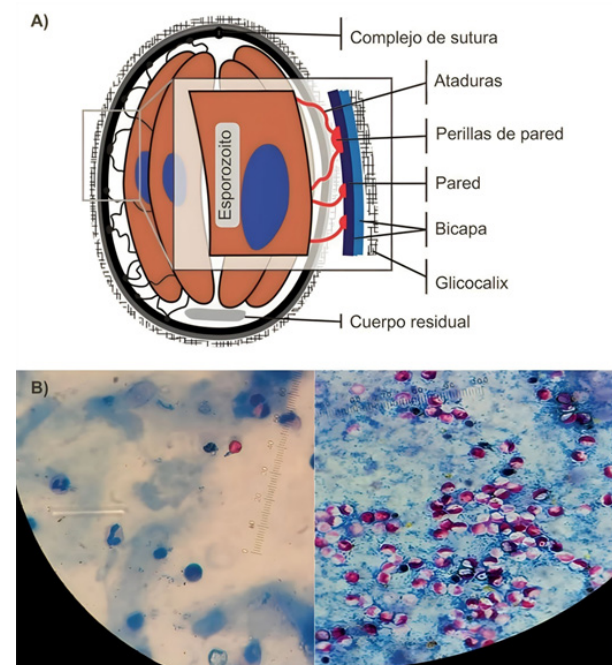 A)
Complejo de sutura
Ataduras
Perillas de pared
Esporozoito
Pared
Bicapa
Glicocalix
Cuerpo residual
B)